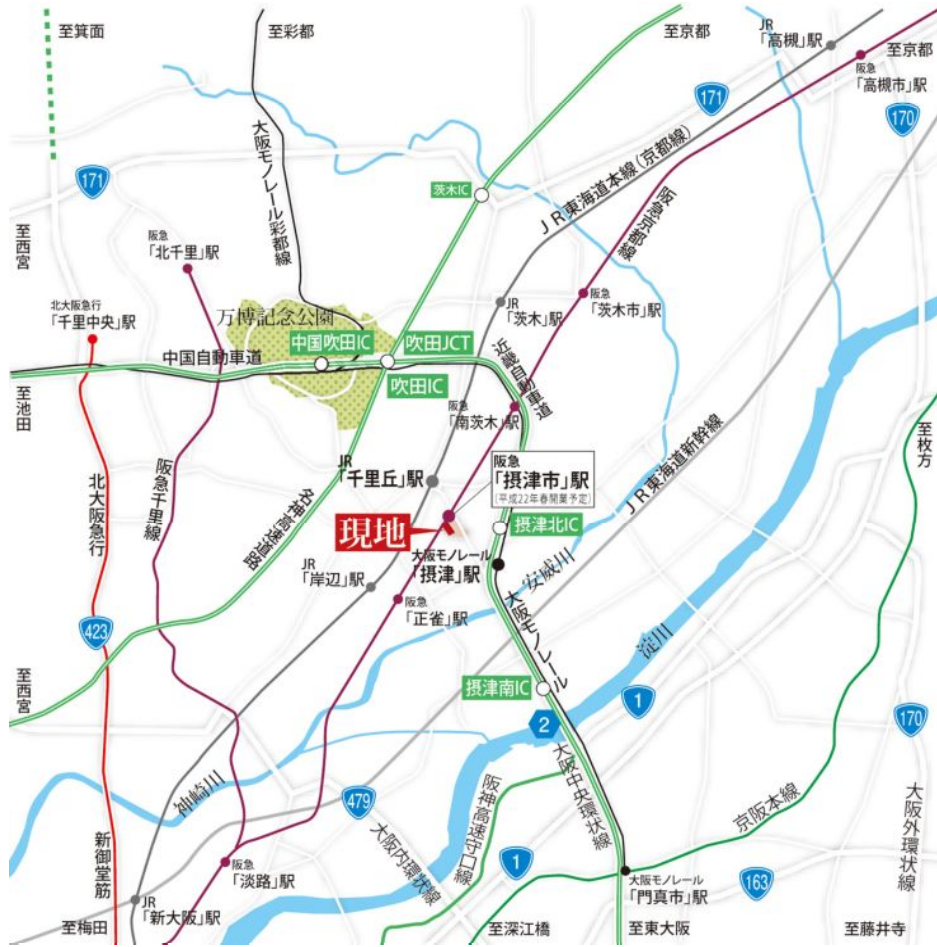 至箕面
至彩都
至京都
JR
「高槻」駅
至京都
阪急
「高槻市」駅
171
170
大阪モノレール彩都線
JR東海道本線(京都線)
171
茨木IC
阪急京都線
至西宮
阪急
「北千里」駅
北大阪急行
「千里中央」駅
万博記念公園
JR
「茨木」駅
阪急
「茨木市」駅
中国自動車道
中国吹田IC
吹田JCT
吹田IC
近畿自動車道
至池田
阪急
「南茨木」駅
至枚方
JR東海道新幹線
北大阪急行
阪急千里線
名神高速道路
JR
「千里丘」駅
阪急
「摂津市」駅
(平成22年春開業予定)
現地
摂津北IC
大阪モノレール
「摂津」駅
JR
「岸辺」駅
阪急
「正雀」駅
安威川
大阪モノレール
淀川
423
至西宮
摂津南IC
1
2
170
神崎川
479
大阪内環状線
阪神高速守口線
大阪中央環状線
京阪本線
大阪外環状線
新御堂筋
阪急
「淡路」駅
1
大阪モノレール
「門真市」駅
163
JR
「新大阪」駅
至梅田
至深江橋
至東大阪
至藤井寺